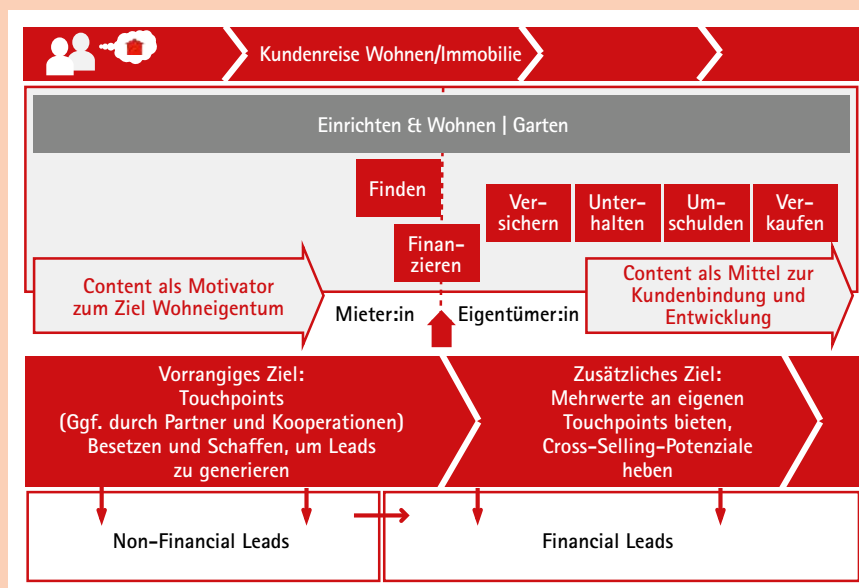 Kundenreise Wohnen/Immobilie
Einrichten & Wohnen | Garten
Finden
Finan-
zieren
Ver-
sichern
Unter-
halten
Um-
schulden
Ver-
kaufen
Content als Motivator
zum Ziel Wohneigentum
Mieter:in
Eigentümer:in
Content als Mittel zur
Kundenbindung und
Entwicklung
Vorrangiges Ziel:
Touchpoints
(Ggf. durch Partner und Kooperationen)
Besetzen und Schaffen, um Leads
zu generieren
Zusätzliches Ziel:
Mehrwerte an eigenen
Touchpoints bieten,
Cross-Selling-Potenziale
heben
Non-Financial Leads
Financial Leads